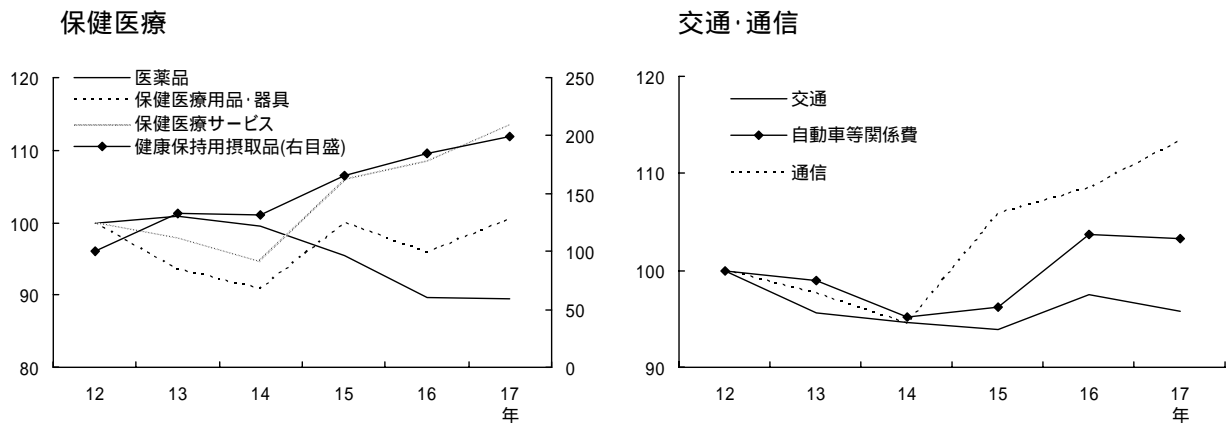 保健医療
120
110
100
90
80
250
200
150
100
50
0
医薬品
保健医療用品･器具
保健医療サービス
健康保持用摂取品(右目盛)
12 13 14 15 16 17
年
交通･通信
120
110
100
90
交通
自動車等関係費
通信
12 13 14 15 16 17
年